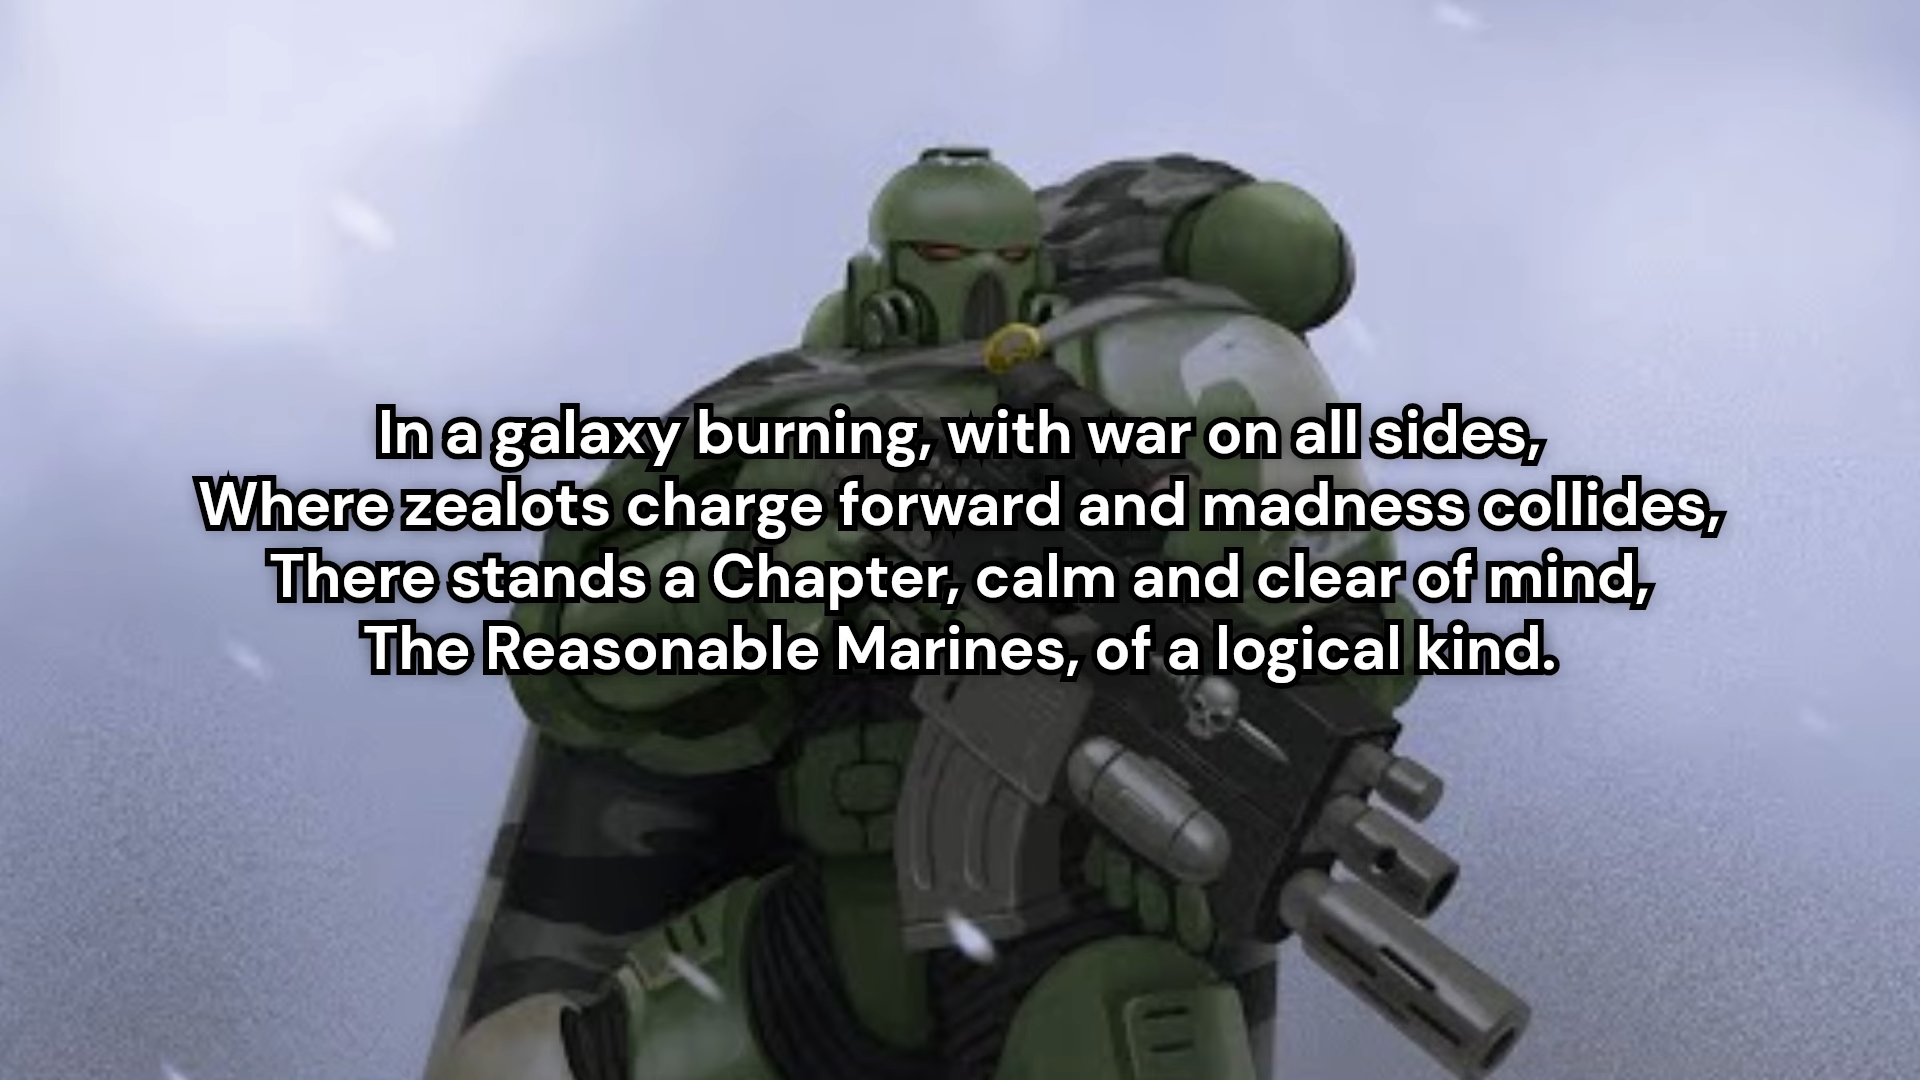 In a galaxy burning, with war on all sides,
Where zealots charge forward and madness collides,
There stands a Chapter, calm and clear of mind,
The Reasonable Marines, of a logical kind.